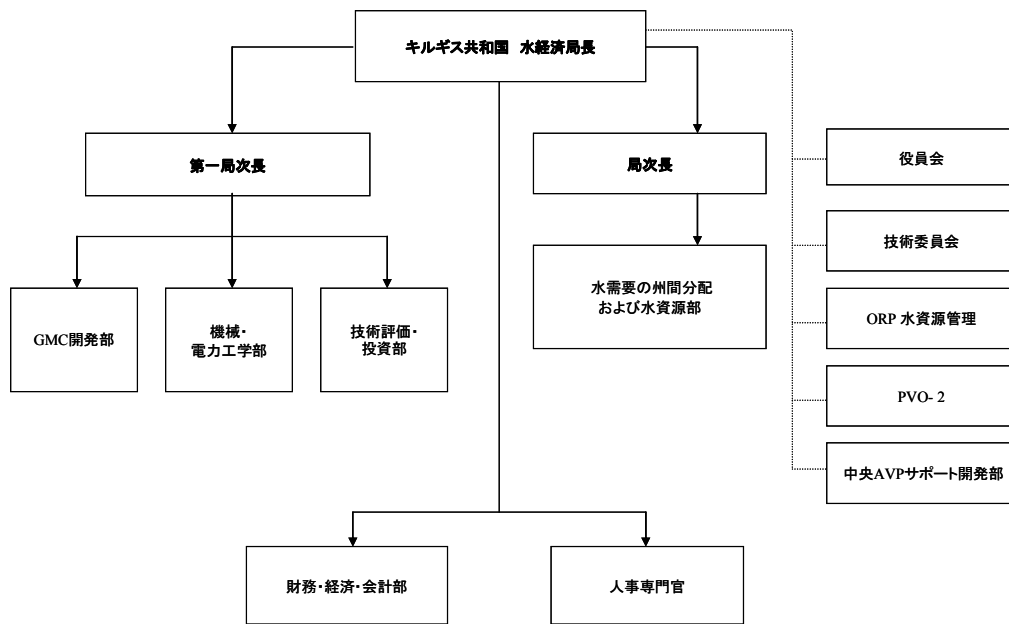 キルギス共和国 水経済局長
第一局次長
局次長
役員会
技術委員会
水需要の州間分配
および水資源部
GMC開発部
機械・
電力工学部
技術評価・
投資部
ORP 水資源管理
PVO- 2
中央AVPサポート開発部
財務・経済・会計部
人事専門官